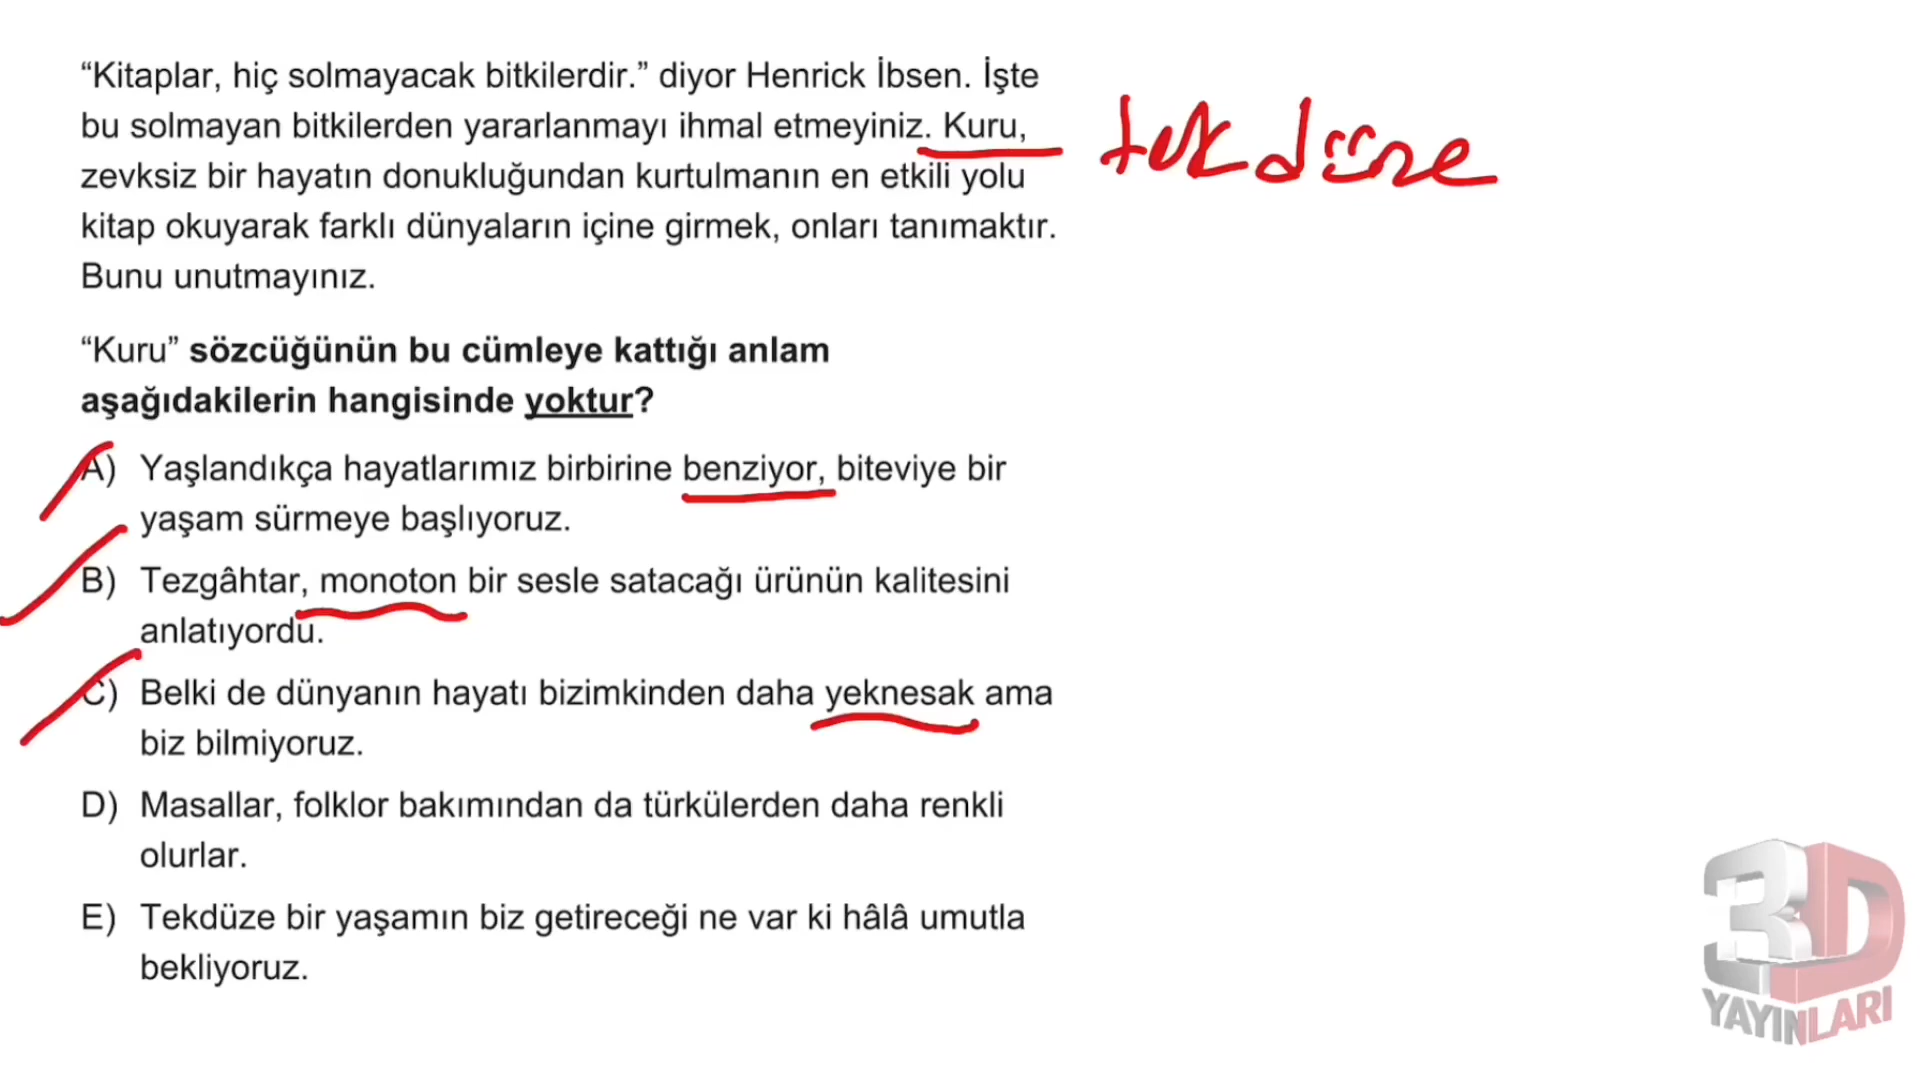 “Kitaplar, hiç solmayacak bitkilerdir.” diyor Henrick İbsen. İşte
bu solmayan bitkilerden yararlanmayı ihmal etmeyiniz. Kuru,
zevksiz bir hayatın donukluğundan kurtulmanın en etkili yolu
kitap okuyarak farklı dünyaların içine girmek, onları tanımaktır.
Bunu unutmayınız.
tekdüze
“Kuru” sözcüğünün bu cümleye kattığı anlam
aşağıdakilerin hangisinde yoktur?
A) Yaşlandıkça hayatlarımız birbirine benziyor, biteviye bir
yaşam sürmeye başlıyoruz.
B) Tezgâhtar, monoton bir sesle satacağı ürünün kalitesini
anlatıyordu.
C) Belki de dünyanın hayatı bizimkinden daha yeknesak ama
biz bilmiyoruz.
D) Masallar, folklor bakımından da türkülerden daha renkli
olurlar.
E) Tekdüze bir yaşamın biz getireceği ne var ki hâlâ umutla
bekliyoruz.
3D
YAYINLARI